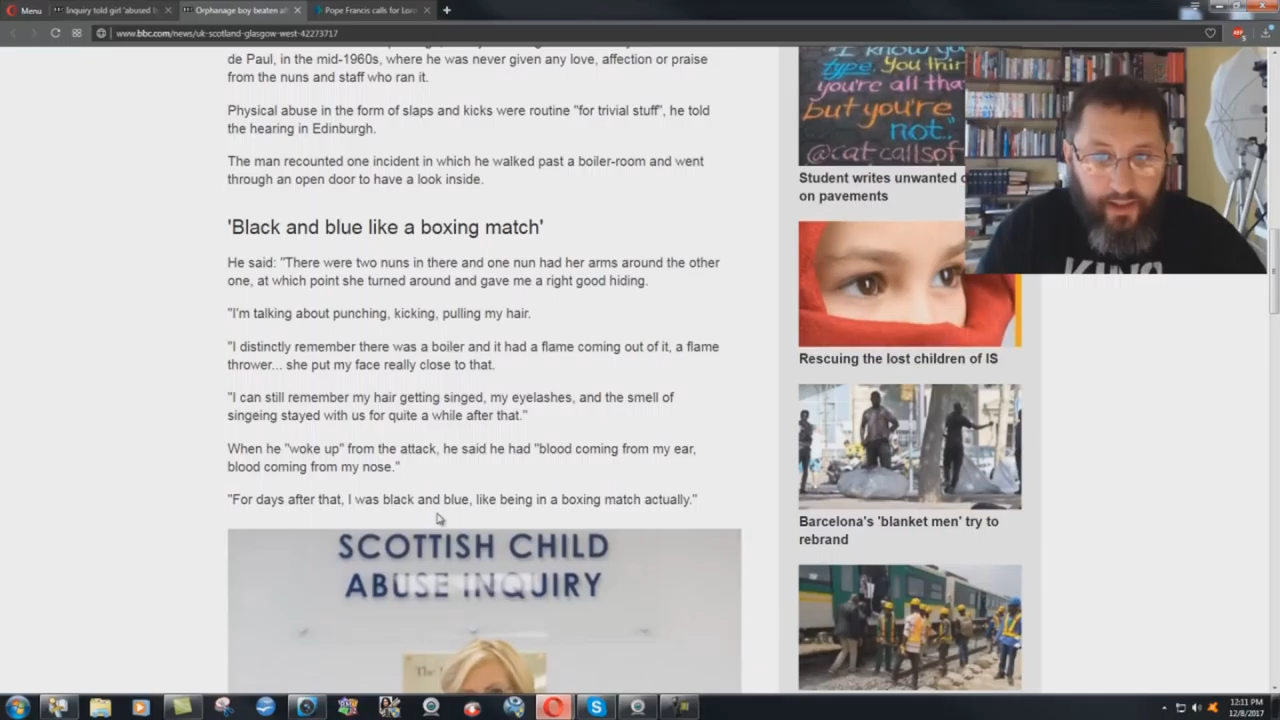 Menu
Inquiry told girl 'abused b
Orphanage boy beaten af
Pope Francis calls for Lord
www.bbc.com/news/uk-scotland-glasgow-west-42273717
de Paul, in the mid-1960s, where he was never given any love, affection or praise
from the nuns and staff who ran it.
Physical abuse in the form of slaps and kicks were routine "for trivial stuff", he told
the hearing in Edinburgh.
The man recounted one incident in which he walked past a boiler-room and went
through an open door to have a look inside.
'Black and blue like a boxing match'
He said: "There were two nuns in there and one nun had her arms around the other
one, at which point she turned around and gave me a right good hiding.
"I'm talking about punching, kicking, pulling my hair.
"I distinctly remember there was a boiler and it had a flame coming out of it, a flame
thrower... she put my face really close to that.
"I can still remember my hair getting singed, my eyelashes, and the smell of
singeing stayed with us for quite a while after that."
When he "woke up" from the attack, he said he had "blood coming from my ear,
blood coming from my nose."
"For days after that, I was black and blue, like being in a boxing match actually."
SCOTTISH CHILD
ABUSE INQUIRY
The
"I know you
type. You thin
you're all tha
but you're
not."
@catcallsof
Student writes unwanted
on pavements
Rescuing the lost children of IS
Barcelona's 'blanket men' try to
rebrand
KING
12:11 PM
12/8/2017